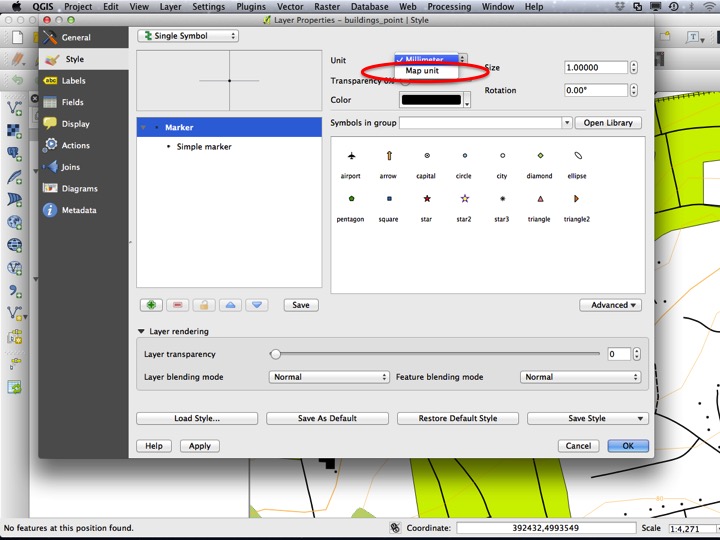 QGIS Project Edit View Layer Settings Plugins Vector Raster Database Web Processing Window Help
Layer Properties - buildings_point | Style
General
Style
Labels
Fields
Display
Actions
Joins
Diagrams
Metadata
Single Symbol
Unit Millimeter
Map unit
Size 1.00000
Transparency 0%
Rotation 0.00°
Color
Marker
Simple marker
Symbols in group Open Library
airport arrow capital circle city diamond ellipse
pentagon square star star2 star3 triangle triangle2
Save
Advanced
Layer rendering
Layer transparency 0
Layer blending mode Normal Feature blending mode Normal
Load Style... Save As Default Restore Default Style Save Style
Help Apply Cancel OK
80
No features at this position found. Coordinate: 392432,4993549 Scale 1:4,271